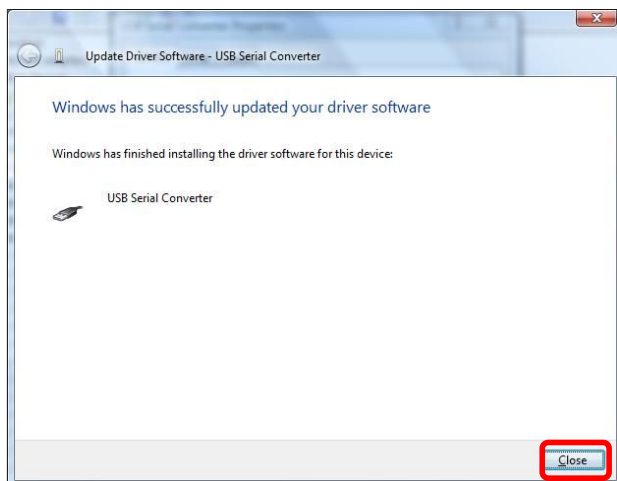 Update Driver Software - USB Serial Converter
Windows has successfully updated your driver software
Windows has finished installing the driver software for this device:
USB Serial Converter
Close